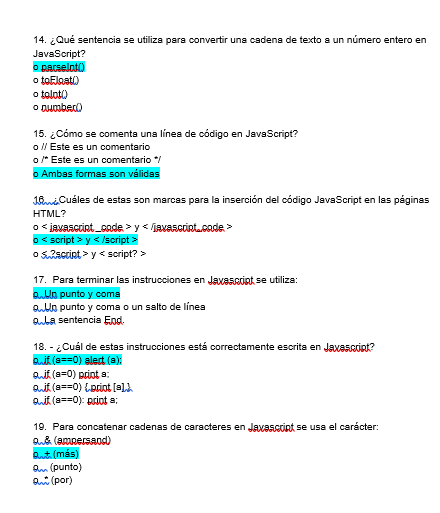 14. ¿Qué sentencia se utiliza para convertir una cadena de texto a un número entero en
JavaScript?
o parseInt()
o toFloat()
o toInt()
o number()
15. ¿Cómo se comenta una línea de código en JavaScript?
o // Este es un comentario
o /* Este es un comentario */
o Ambas formas son válidas
16. ¿Cuáles de estas son marcas para la inserción del código JavaScript en las páginas
HTML?
o < javascript_code > y < /javascript_code >
o < script > y < /script >
o < ?script > y < script? >
17. Para terminar las instrucciones en Javascript se utiliza:
o Un punto y coma
o Un punto y coma o un salto de línea
o La sentencia End.
18. - ¿Cuál de estas instrucciones está correctamente escrita en Javascript?
o if (a==0) alert (a);
o if (a=0) print a;
o if (a==0) { print [a] }
o if (a==0): print a;
19. Para concatenar cadenas de caracteres en Javascript se usa el carácter:
o & (ampersand)
o + (más)
o . (punto)
o * (por)